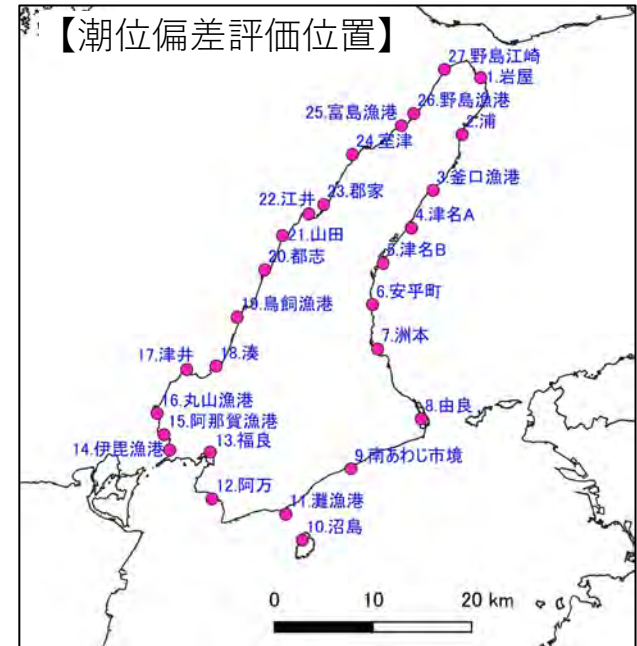 【潮位偏差評価位置】
27.野島江崎
1.岩屋
26.野島漁港
25.富島漁港
2.浦
24.室津
3.釜口漁港
23.郡家
22.江井
4.津名A
21.山田
5.津名B
20.都志
6.安乎町
19.鳥飼漁港
7.洲本
17.津井
18.湊
16.丸山漁港
8.由良
15.阿那賀漁港
14.伊毘漁港
13.福良
9.南あわじ市境
12.阿万
11.灘漁港
10.沼島
0 10 20 km